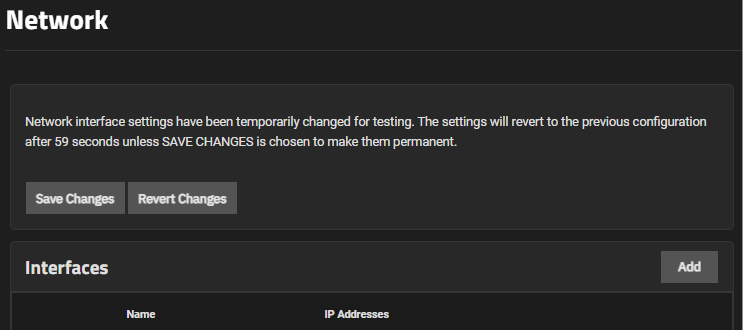 Network
Network interface settings have been temporarily changed for testing. The settings will revert to the previous configuration
after 59 seconds unless SAVE CHANGES is chosen to make them permanent.
Save Changes Revert Changes
Interfaces Add
Name IP Addresses